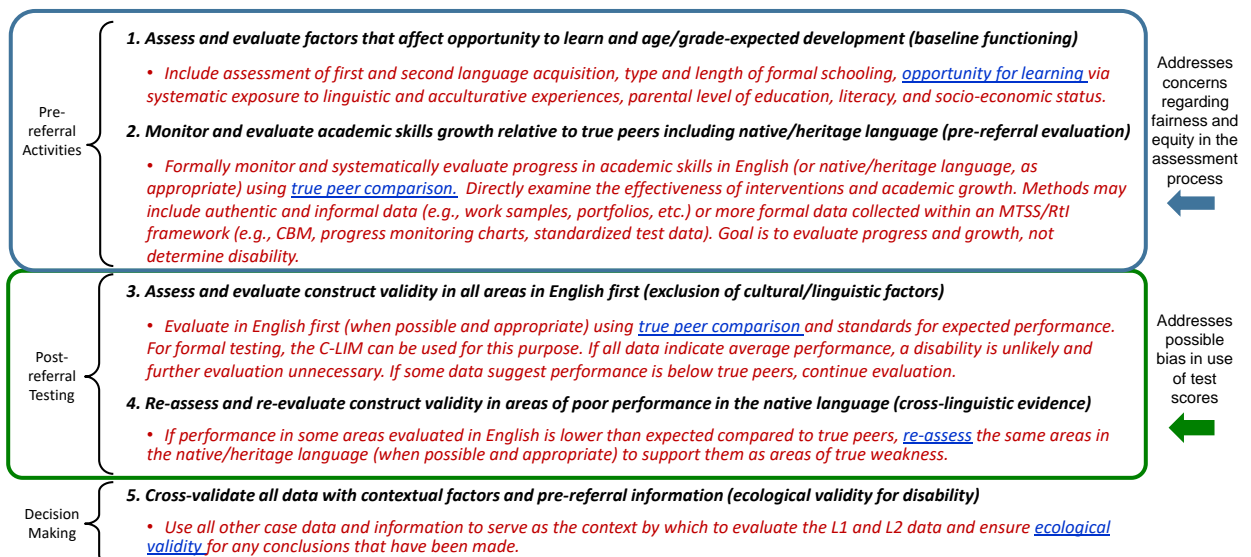 1. Assess and evaluate factors that affect opportunity to learn and age/grade-expected development (baseline functioning)
• Include assessment of first and second language acquisition, type and length of formal schooling, opportunity for learning via
systematic exposure to linguistic and acculturative experiences, parental level of education, literacy, and socio-economic status.
Pre-
referral
Activities
2. Monitor and evaluate academic skills growth relative to true peers including native/heritage language (pre-referral evaluation)
• Formally monitor and systematically evaluate progress in academic skills in English (or native/heritage language, as
appropriate) using true peer comparison. Directly examine the effectiveness of interventions and academic growth. Methods may
include authentic and informal data (e.g., work samples, portfolios, etc.) or more formal data collected within an MTSS/RtI
framework (e.g., CBM, progress monitoring charts, standardized test data). Goal is to evaluate progress and growth, not
determine disability.
Addresses
concerns
regarding
fairness and
equity in the
assessment
process
3. Assess and evaluate construct validity in all areas in English first (exclusion of cultural/linguistic factors)
• Evaluate in English first (when possible and appropriate) using true peer comparison and standards for expected performance.
For formal testing, the C-LIM can be used for this purpose. If all data indicate average performance, a disability is unlikely and
further evaluation unnecessary. If some data suggest performance is below true peers, continue evaluation.
Post-
referral
Testing
4. Re-assess and re-evaluate construct validity in areas of poor performance in the native language (cross-linguistic evidence)
• If performance in some areas evaluated in English is lower than expected compared to true peers, re-assess the same areas in
the native/heritage language (when possible and appropriate) to support them as areas of true weakness.
Addresses
possible
bias in use
of test
scores
Decision
Making
5. Cross-validate all data with contextual factors and pre-referral information (ecological validity for disability)
• Use all other case data and information to serve as the context by which to evaluate the L1 and L2 data and ensure ecological
validity for any conclusions that have been made.